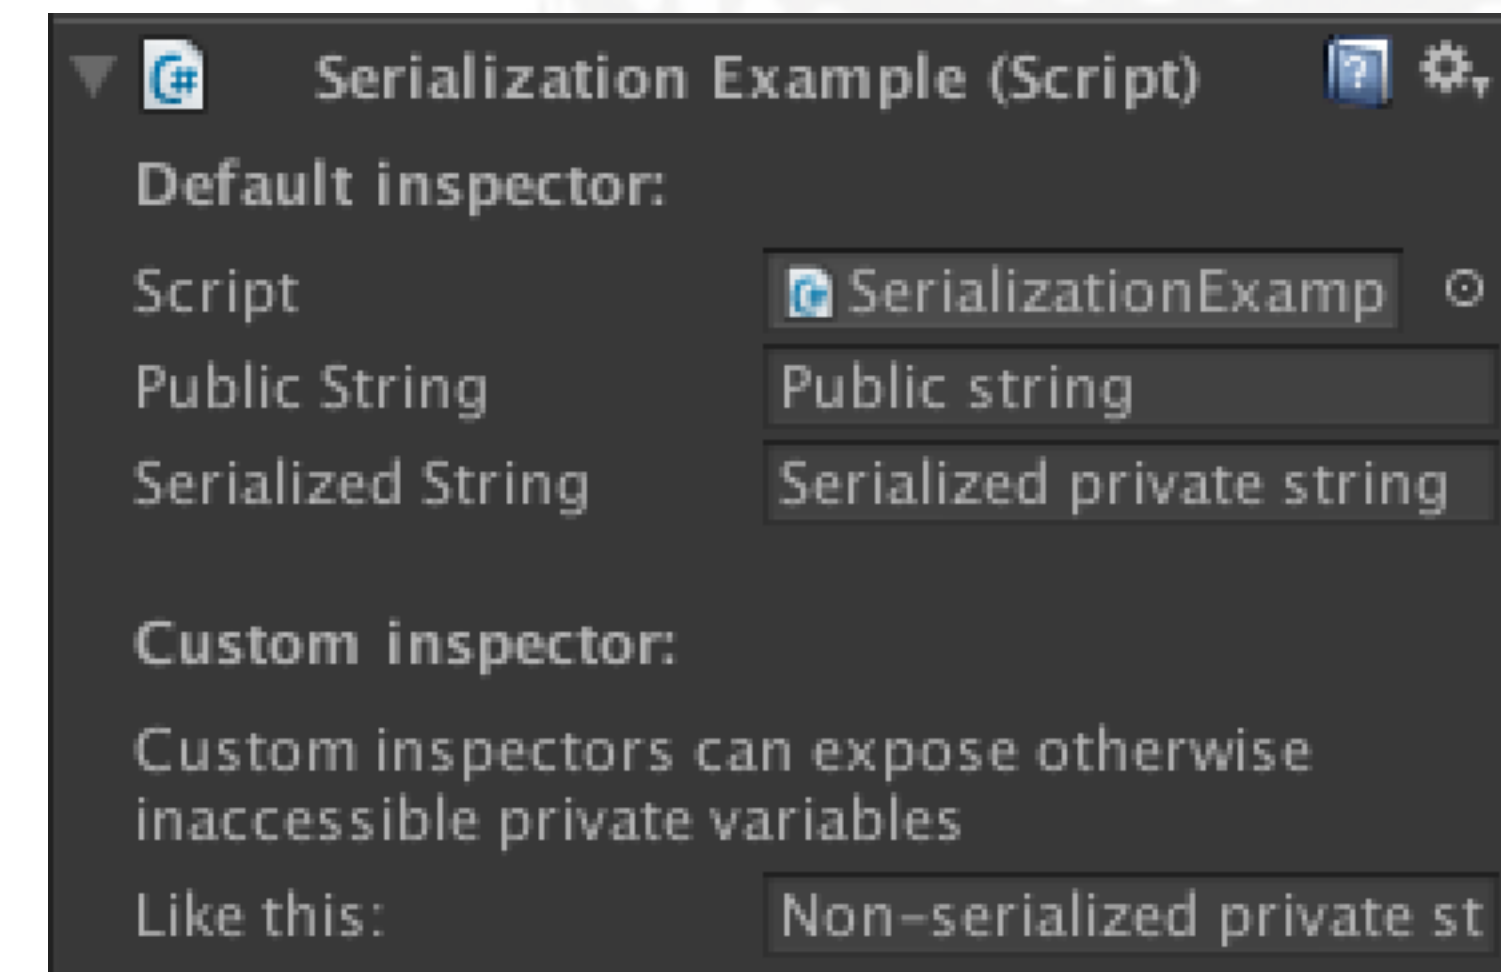 Serialization Example (Script)
Default inspector:
Script SerializationExamp
Public String Public string
Serialized String Serialized private string
Custom inspector:
Custom inspectors can expose otherwise
inaccessible private variables
Like this: Non-serialized private st